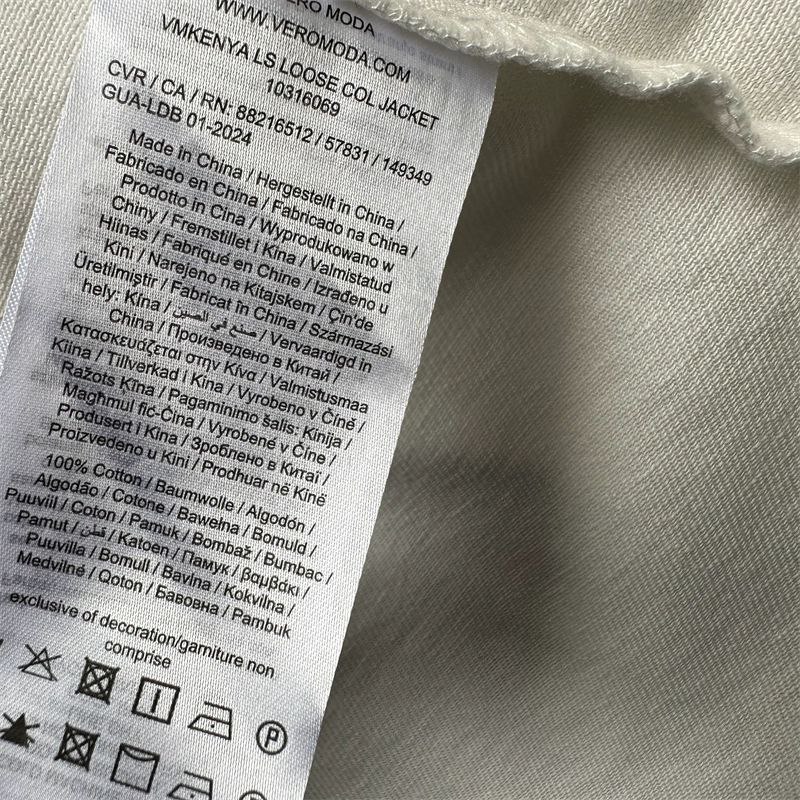 VERO MODA
WWW.VEROMODA.COM
VMKENYA LS LOOSE COL JACKET
10316069
CVR / CA / RN: 88216512 / 57831 / 149349
GUA-LDB 01-2024
Made In China / Hergestellt in China /
Fabricado en China / Fabricado na China /
Prodotto in Cina / Wyprodukowano w
Chiny / Fremstillet i Kina / Valmistatud
Hiinas / Fabriqué en Chine / Izrađeno u
Kini / Narejeno na Kitajskem / Çin'de
Üretilmiştir / Fabricat în China / Származási
hely: Kína / صنع في الصين / Vervaardigd in
China / Произведено в Китай /
Κατασκευάζεται στην Κίνα / Valmistusmaa
Kiina / Tillverkad i Kina / Vyrobeno v Číně /
Ražots Ķīna / Pagaminimo šalis: Kinija /
Magħmul fiċ-Ċina / Vyrobené v Číne /
Produsert i Kina / Зроблено в Китаї /
Proizvedeno u Kini / Prodhuar në Kinë
100% Cotton / Baumwolle / Algodón /
Algodão / Cotone / Bawełna / Bomuld /
Puuvill / Coton / Pamuk / Bombaž / Bumbac /
Pamut / قطن / Katoen / Памук / βαμβάκι /
Puuvilla / Bomull / Bavlna / Kokvilna /
Medvilnė / Qoton / Бавовна / Pambuk
exclusive of decoration/garniture non
comprise
P